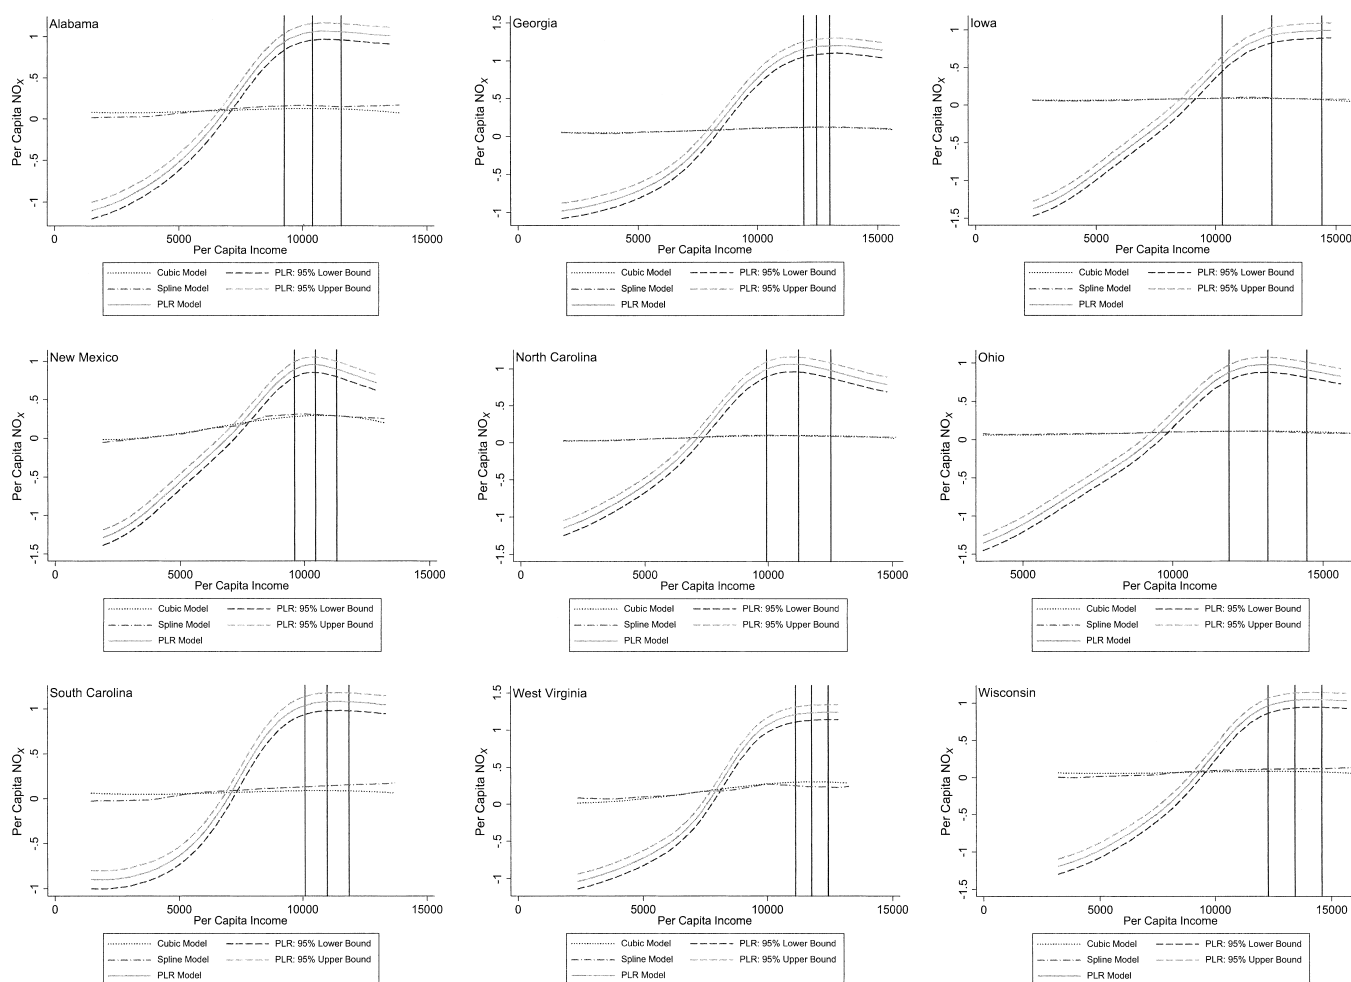 Alabama
Per Capita NOX
1
.5
0
-.5
-1
0 5000 10000 15000
Per Capita Income
Cubic Model PLR: 95% Lower Bound
Spline Model PLR: 95% Upper Bound
PLR Model
Georgia
Per Capita NOX
1.5
1
.5
0
-.5
-1
0 5000 10000 15000
Per Capita Income
Cubic Model PLR: 95% Lower Bound
Spline Model PLR: 95% Upper Bound
PLR Model
Iowa
Per Capita NOX
1
.5
0
-.5
-1
-1.5
0 5000 10000 15000
Per Capita Income
Cubic Model PLR: 95% Lower Bound
Spline Model PLR: 95% Upper Bound
PLR Model
New Mexico
Per Capita NOX
1
.5
0
-.5
-1
-1.5
0 5000 10000 15000
Per Capita Income
Cubic Model PLR: 95% Lower Bound
Spline Model PLR: 95% Upper Bound
PLR Model
North Carolina
Per Capita NOX
1
.5
0
-.5
-1
-1.5
0 5000 10000 15000
Per Capita Income
Cubic Model PLR: 95% Lower Bound
Spline Model PLR: 95% Upper Bound
PLR Model
Ohio
Per Capita NOX
1
.5
0
-.5
-1
-1.5
5000 10000 15000
Per Capita Income
Cubic Model PLR: 95% Lower Bound
Spline Model PLR: 95% Upper Bound
PLR Model
South Carolina
Per Capita NOX
1
.5
0
-.5
-1
0 5000 10000 15000
Per Capita Income
Cubic Model PLR: 95% Lower Bound
Spline Model PLR: 95% Upper Bound
PLR Model
West Virginia
Per Capita NOX
1.5
1
.5
0
-.5
-1
0 5000 10000 15000
Per Capita Income
Cubic Model PLR: 95% Lower Bound
Spline Model PLR: 95% Upper Bound
PLR Model
Wisconsin
Per Capita NOX
1
.5
0
-.5
-1
-1.5
0 5000 10000 15000
Per Capita Income
Cubic Model PLR: 95% Lower Bound
Spline Model PLR: 95% Upper Bound
PLR Model